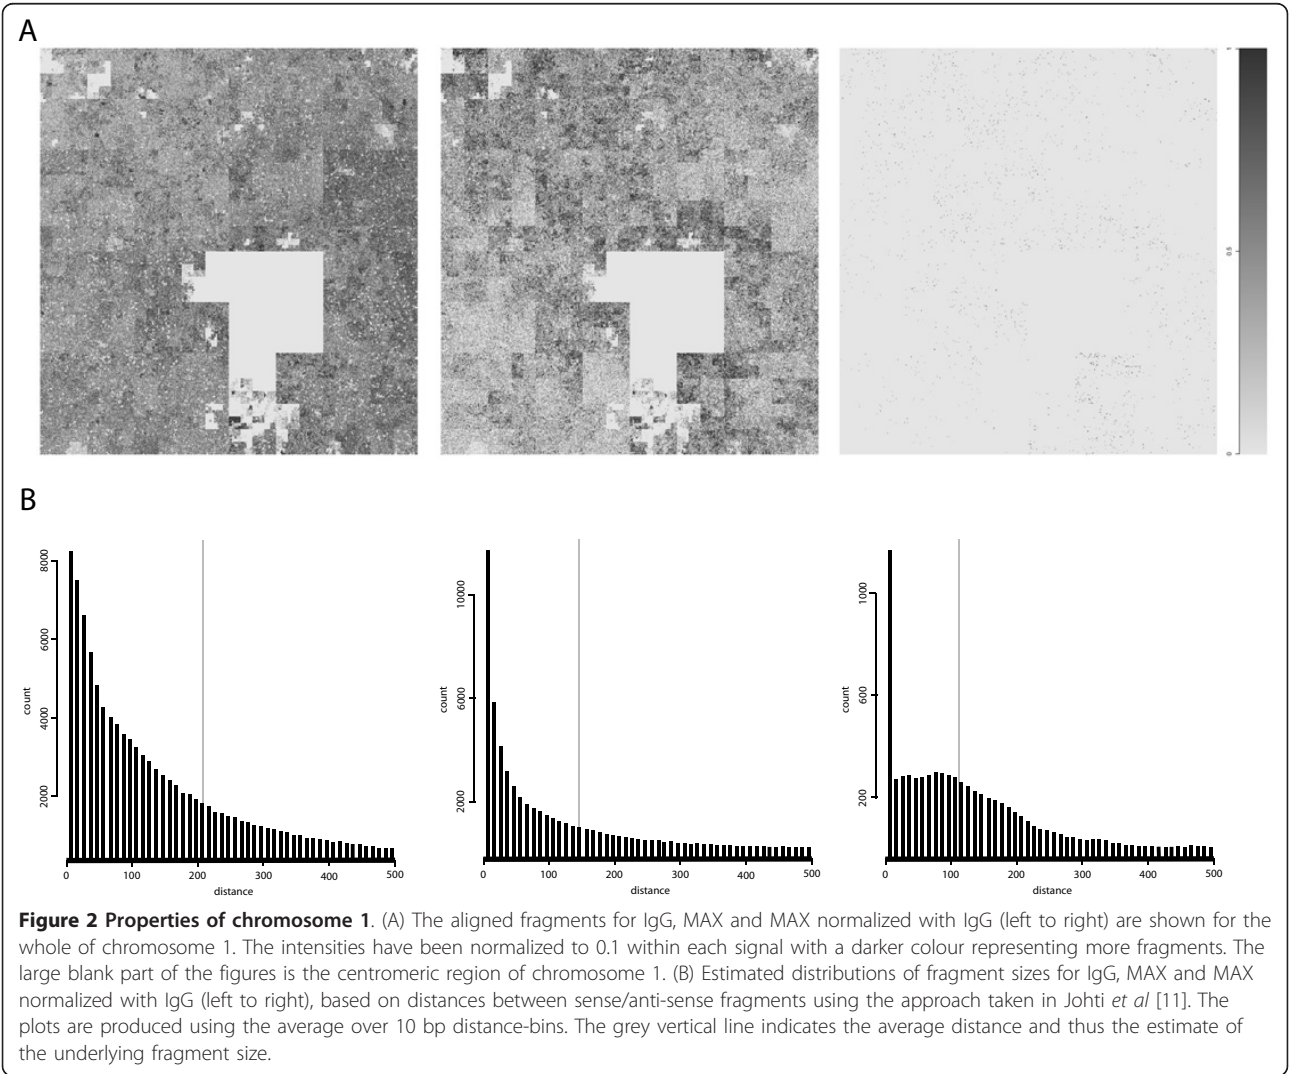 A
1
0.5
0
B
8000
6000
4000
2000
count
0 100 200 300 400 500
distance
10000
6000
2000
count
0 100 200 300 400 500
distance
1000
600
200
count
0 100 200 300 400 500
distance
Figure 2 Properties of chromosome 1. (A) The aligned fragments for IgG, MAX and MAX normalized with IgG (left to right) are shown for the
whole of chromosome 1. The intensities have been normalized to 0.1 within each signal with a darker colour representing more fragments. The
large blank part of the figures is the centromeric region of chromosome 1. (B) Estimated distributions of fragment sizes for IgG, MAX and MAX
normalized with IgG (left to right), based on distances between sense/anti-sense fragments using the approach taken in Johti et al [11]. The
plots are produced using the average over 10 bp distance-bins. The grey vertical line indicates the average distance and thus the estimate of
the underlying fragment size.